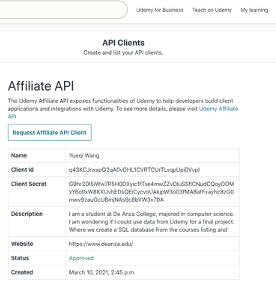 Udemy for Business Teach on Udemy My learning
API Clients
Create and list your API clients.
Affiliate API
The Udemy Affiliate API exposes functionalities of Udemy to help developers build client
applications and integrations with Udemy. To see more details, please visit Udemy Affiliate
API
Request Affiliate API Client
Name Yueqi Wang
Client Id
Client Secret
Description I am a student at De Anza College, majored in computer science.
I am wondering if I could use data from Udemy for a final project.
Where we create a SQL database from the courses listing and
Website https://www.deanza.edu/
Status Approved
Created March 10, 2021, 2:45 p.m.